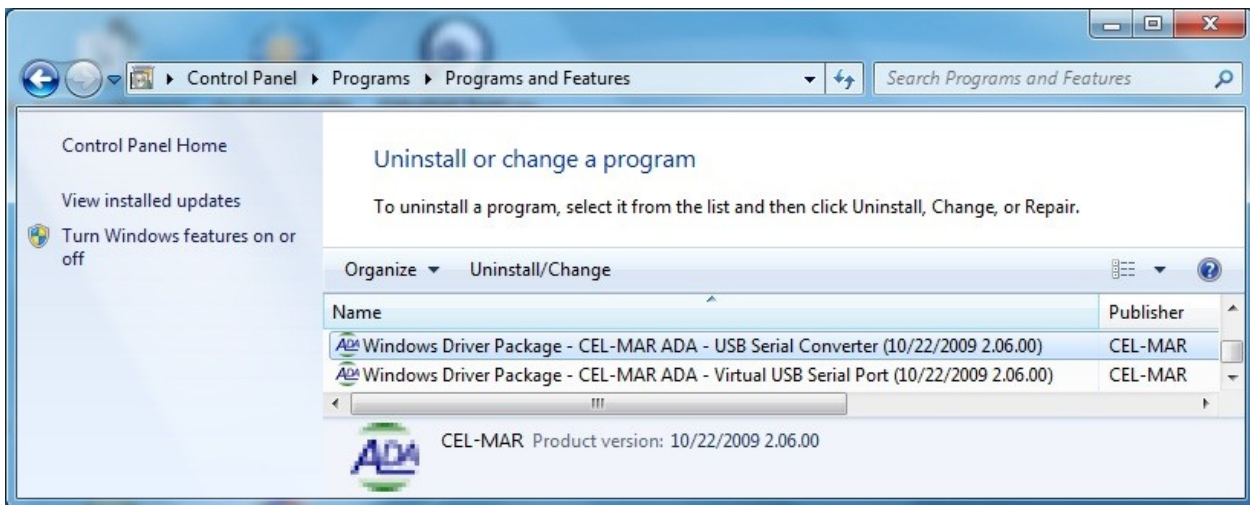 Control Panel Programs Programs and Features
Search Programs and Features
Control Panel Home
View installed updates
Turn Windows features on or
off
Uninstall or change a program
To uninstall a program, select it from the list and then click Uninstall, Change, or Repair.
Organize Uninstall/Change
Name Publisher
ADA Windows Driver Package - CEL-MAR ADA - USB Serial Converter (10/22/2009 2.06.00) CEL-MAR
ADA Windows Driver Package - CEL-MAR ADA - Virtual USB Serial Port (10/22/2009 2.06.00) CEL-MAR
ADA
CEL-MAR Product version: 10/22/2009 2.06.00